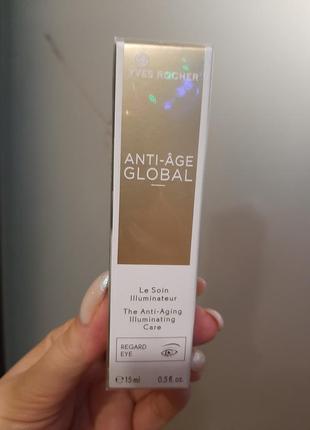 YVES ROCHER
ANTI-ÂGE
GLOBAL
Le Soin
Illuminateur
The Anti-Aging
Illuminating
Care
REGARD
EYE
℮ 15 ml 0.5 fl. oz.